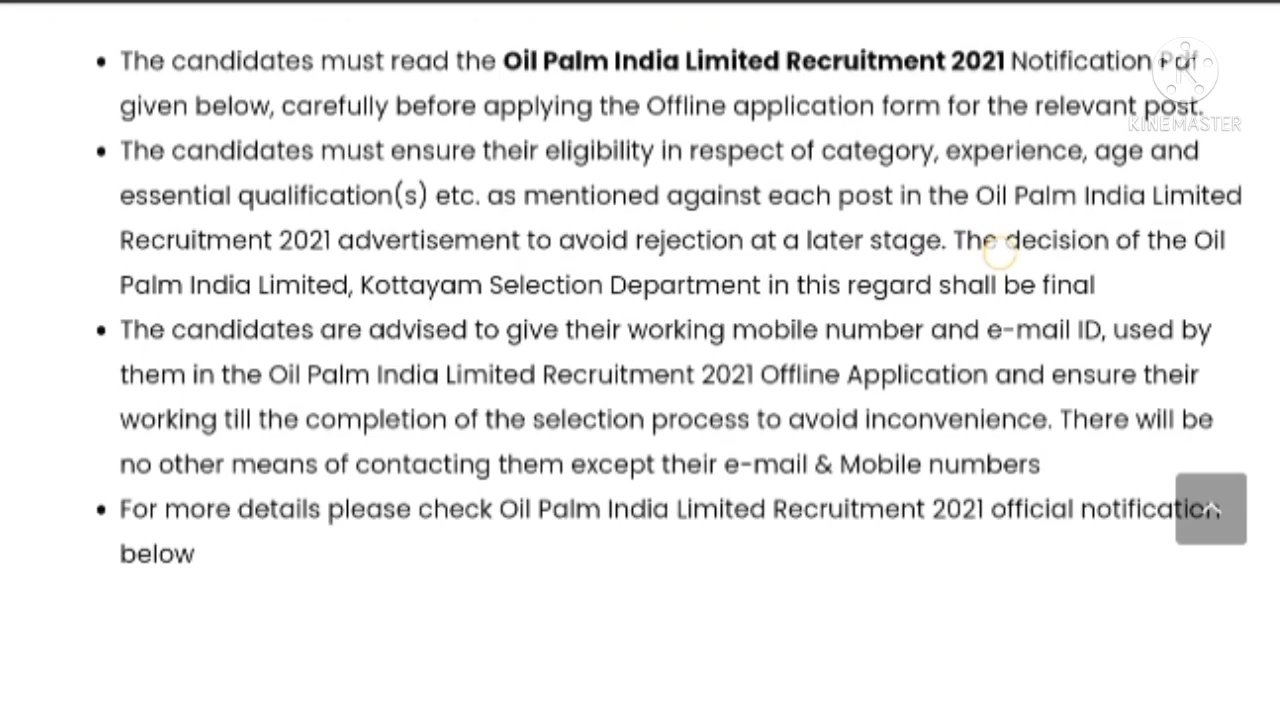 The candidates must read the Oil Palm India Limited Recruitment 2021 Notification Pdf
given below, carefully before applying the Offline application form for the relevant post.
KINEMASTER
The candidates must ensure their eligibility in respect of category, experience, age and
essential qualification(s) etc. as mentioned against each post in the Oil Palm India Limited
Recruitment 2021 advertisement to avoid rejection at a later stage. The decision of the Oil
Palm India Limited, Kottayam Selection Department in this regard shall be final
The candidates are advised to give their working mobile number and e-mail ID, used by
them in the Oil Palm India Limited Recruitment 2021 Offline Application and ensure their
working till the completion of the selection process to avoid inconvenience. There will be
no other means of contacting them except their e-mail & Mobile numbers
For more details please check Oil Palm India Limited Recruitment 2021 official notification
below